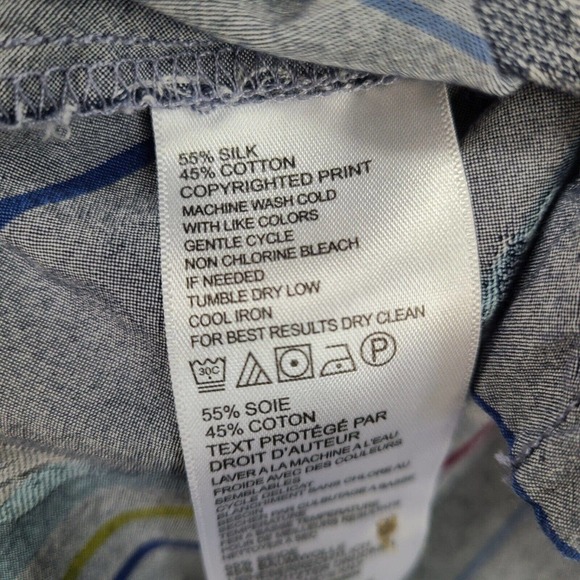 55% SILK
45% COTTON
COPYRIGHTED PRINT
MACHINE WASH COLD
WITH LIKE COLORS
GENTLE CYCLE
NON CHLORINE BLEACH
IF NEEDED
TUMBLE DRY LOW
COOL IRON
FOR BEST RESULTS DRY CLEAN
30C P
55% SOIE
45% COTON
TEXT PROTÉGÉ PAR
DROIT D'AUTEUR
LAVER A LA MACHINE A L'EAU
FROIDE AVEC DES COULEURS
SEMBLABLES